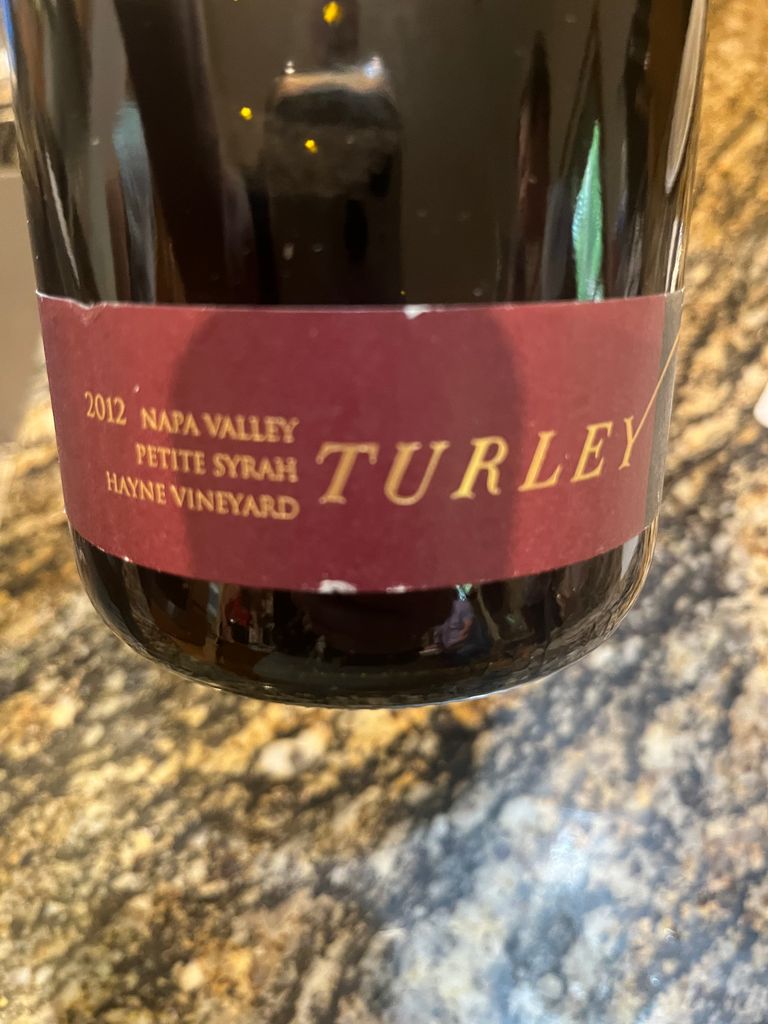 2012 NAPA VALLEY
PETITE SYRAH
HAYNE VINEYARD
TURLEY